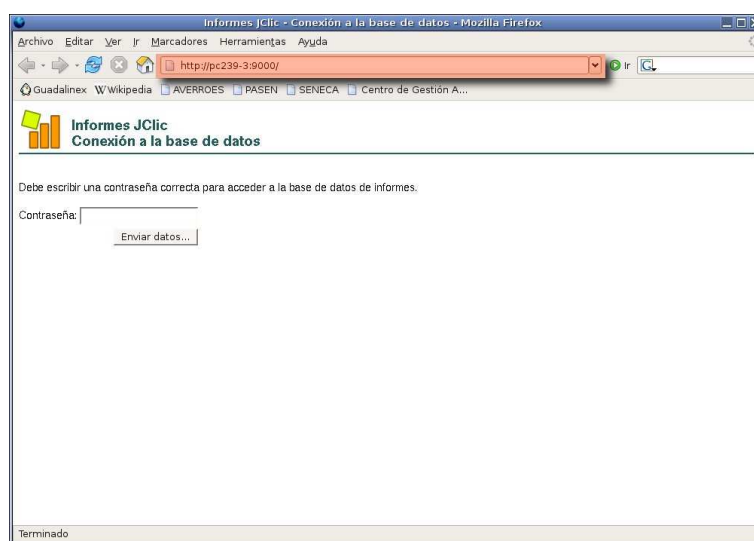 Informes JClic - Conexión a la base de datos - Mozilla Firefox
Archivo Editar Ver Ir Marcadores Herramientas Ayuda
http://pc239-3:9000/ Ir
Guadalinex Wikipedia AVERROES PASEN SENECA Centro de Gestión A...
Informes JClic
Conexión a la base de datos
Debe escribir una contraseña correcta para acceder a la base de datos de informes.
Contraseña:
Enviar datos...
Terminado